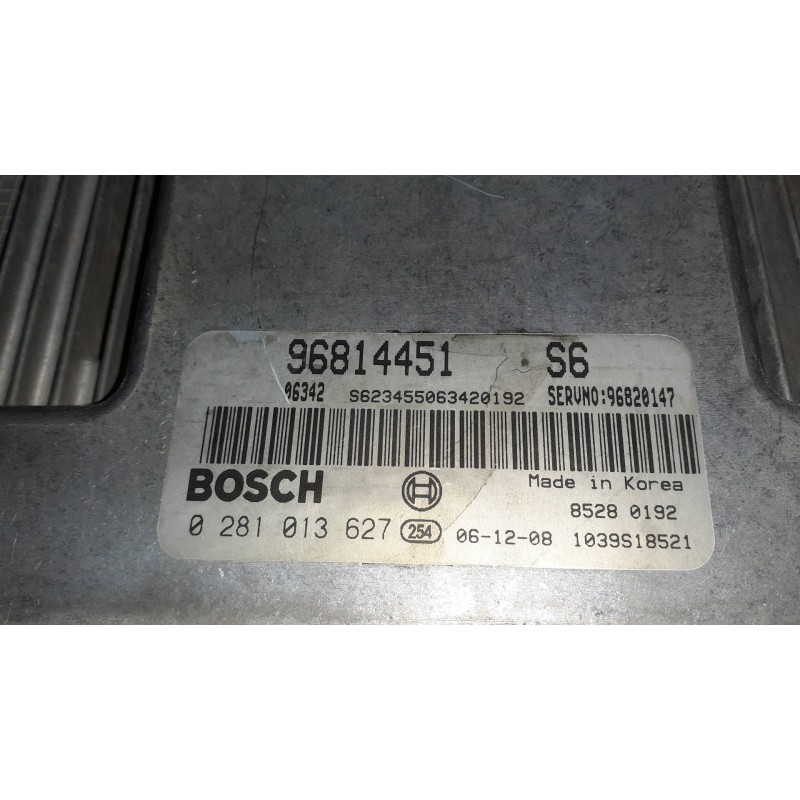 96814451 S6
06342 S623455063420192 SERVNO:96820147
BOSCH Made in Korea
8528 0192
0 281 013 627 254 06-12-08 1039S18521